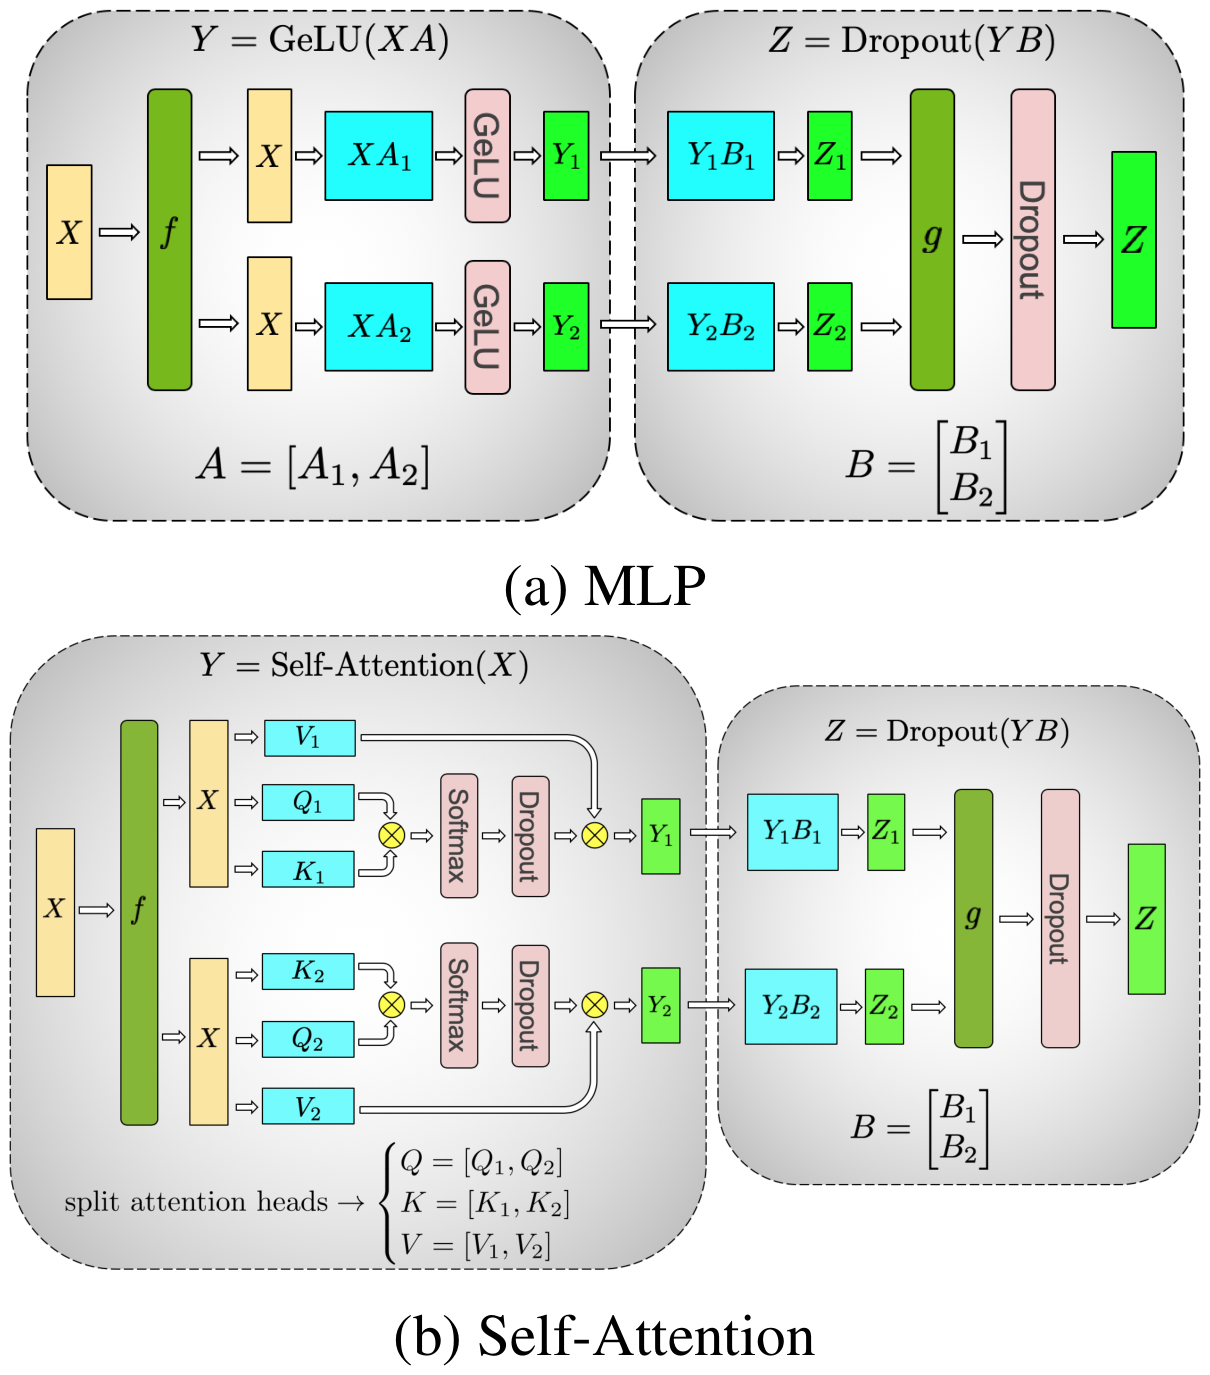 Y = GeLU(XA)
X
f
X
XA₁
GeLU
Y₁
X
XA₂
GeLU
Y₂
A = [A₁, A₂]
Z = Dropout(YB)
Y₁B₁
Z₁
Y₂B₂
Z₂
g
Dropout
Z
B = [B₁
B₂]
(a) MLP
Y = Self-Attention(X)
X
f
X
V₁
Q₁
K₁
Softmax
Dropout
Y₁
X
K₂
Q₂
V₂
Softmax
Dropout
Y₂
split attention heads → { Q = [Q₁, Q₂]
K = [K₁, K₂]
V = [V₁, V₂]
Z = Dropout(YB)
Y₁B₁
Z₁
Y₂B₂
Z₂
g
Dropout
Z
B = [B₁
B₂]
(b) Self-Attention